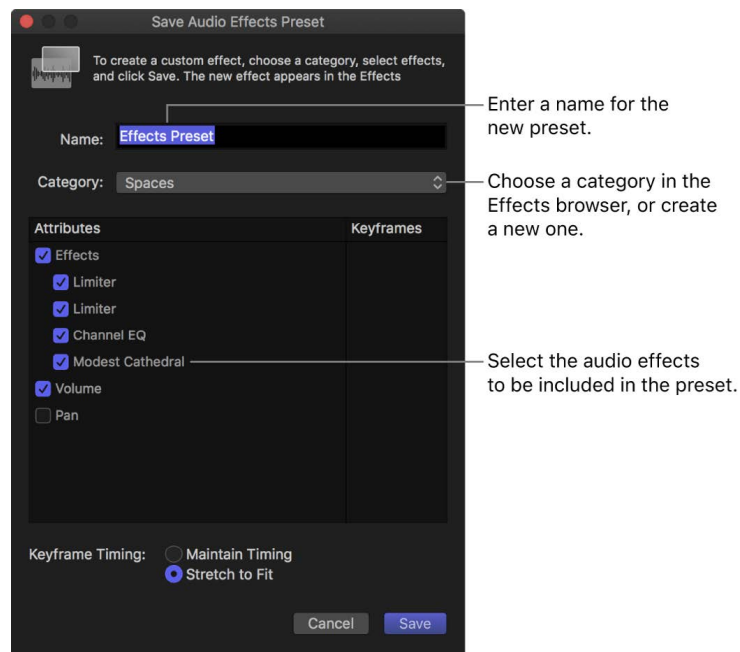 Save Audio Effects Preset
To create a custom effect, choose a category, select effects,
and click Save. The new effect appears in the Effects
Name: Effects Preset
Enter a name for the
new preset.
Category: Spaces
Choose a category in the
Effects browser, or create
a new one.
Attributes Keyframes
Effects
Limiter
Limiter
Channel EQ
Modest Cathedral
Select the audio effects
to be included in the preset.
Volume
Pan
Keyframe Timing: Maintain Timing
Stretch to Fit
Cancel Save